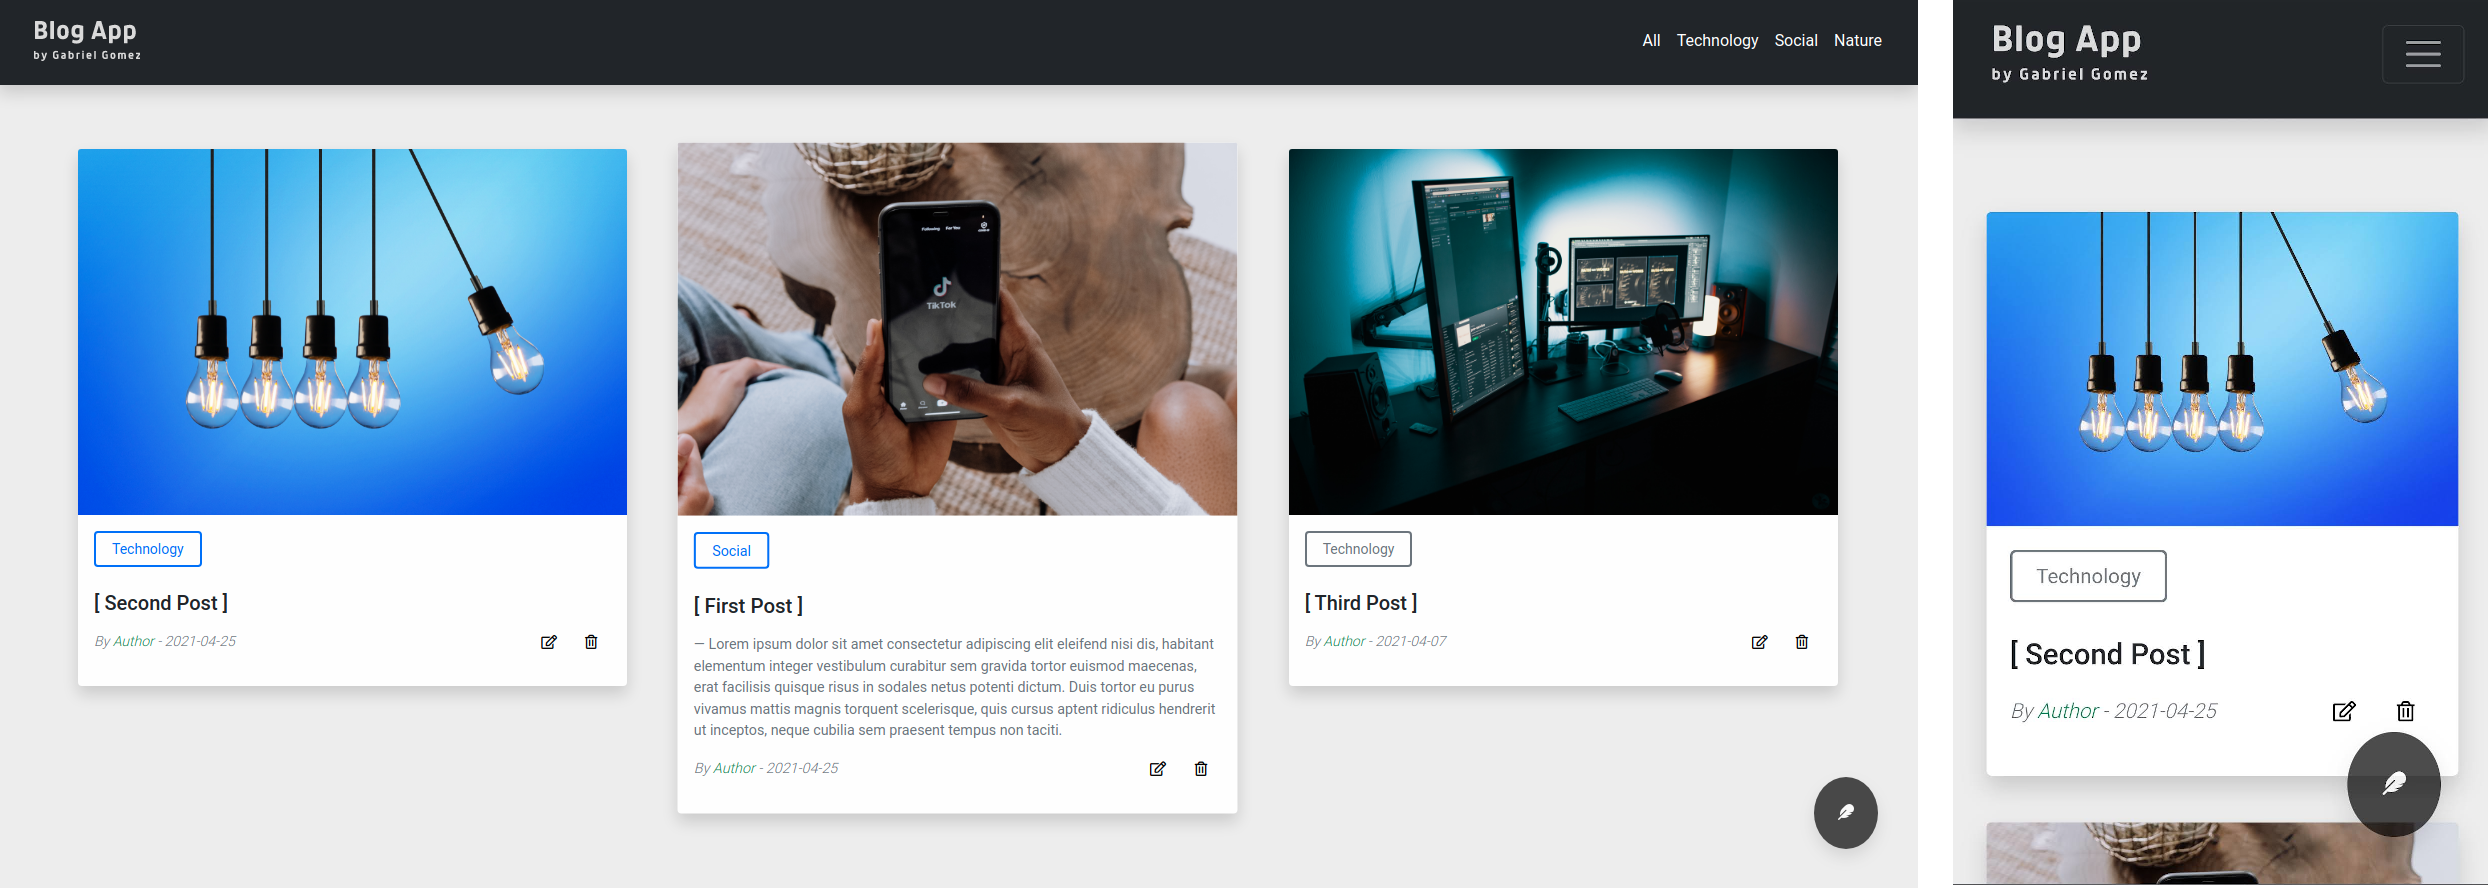 Blog App
by Gabriel Gomez
All Technology Social Nature
Technology
[ Second Post ]
By Author - 2021-04-25
Following For You
TikTok
Social
[ First Post ]
— Lorem ipsum dolor sit amet consectetur adipiscing elit eleifend nisi dis, habitant
elementum integer vestibulum curabitur sem gravida tortor euismod maecenas,
erat facilisis quisque risus in sodales netus potenti dictum. Duis tortor eu purus
vivamus mattis magnis torquent scelerisque, quis cursus aptent ridiculus hendrerit
ut inceptos, neque cubilia sem praesent tempus non taciti.
By Author - 2021-04-25
Technology
[ Third Post ]
By Author - 2021-04-07
Blog App
by Gabriel Gomez
Technology
[ Second Post ]
By Author - 2021-04-25